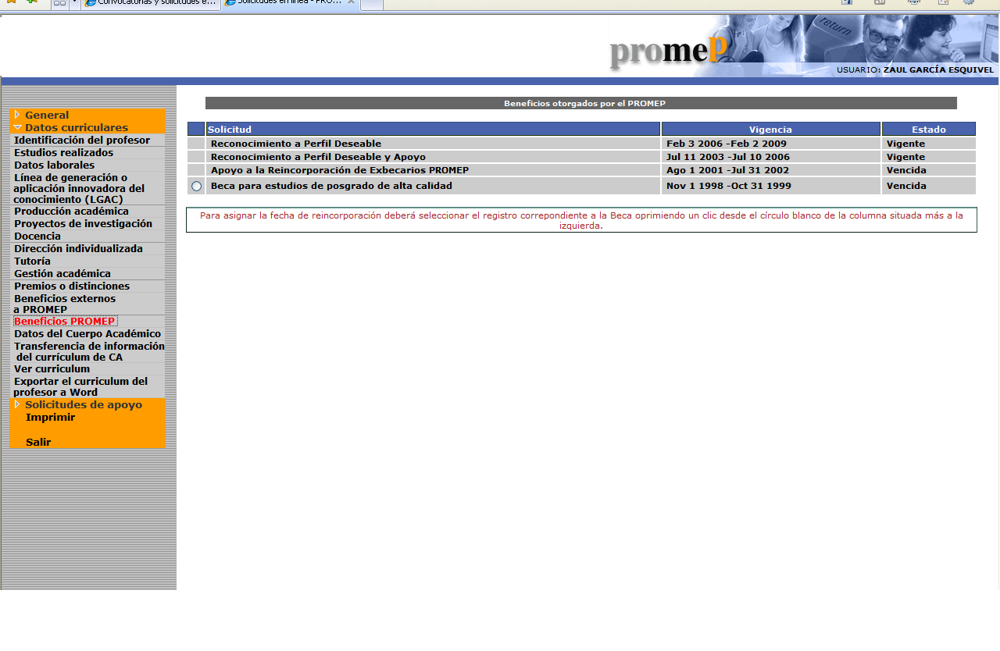 Convocatorias y solicitudes e...
Solicitudes en línea - PRO...
return
promep
USUARIO: ZAUL GARCÍA ESQUIVEL
Beneficios otorgados por el PROMEP
General
Datos curriculares
Identificación del profesor
Estudios realizados
Datos laborales
Línea de generación o
aplicación innovadora del
conocimiento (LGAC)
Producción académica
Proyectos de investigación
Docencia
Dirección individualizada
Tutoría
Gestión académica
Premios o distinciones
Beneficios externos
a PROMEP
Beneficios PROMEP
Datos del Cuerpo Académico
Transferencia de información
del currículum de CA
Ver curriculum
Exportar el curriculum del
profesor a Word
Solicitudes de apoyo
Imprimir
Salir
Solicitud Vigencia Estado
Reconocimiento a Perfil Deseable Feb 3 2006 -Feb 2 2009 Vigente
Reconocimiento a Perfil Deseable y Apoyo Jul 11 2003 -Jul 10 2006 Vigente
Apoyo a la Reincorporación de Exbecarios PROMEP Ago 1 2001 -Jul 31 2002 Vencida
Beca para estudios de posgrado de alta calidad Nov 1 1998 -Oct 31 1999 Vencida
Para asignar la fecha de reincorporación deberá seleccionar el registro correpondiente a la Beca oprimiendo un clic desde el círculo blanco de la columna situada más a la
izquierda.